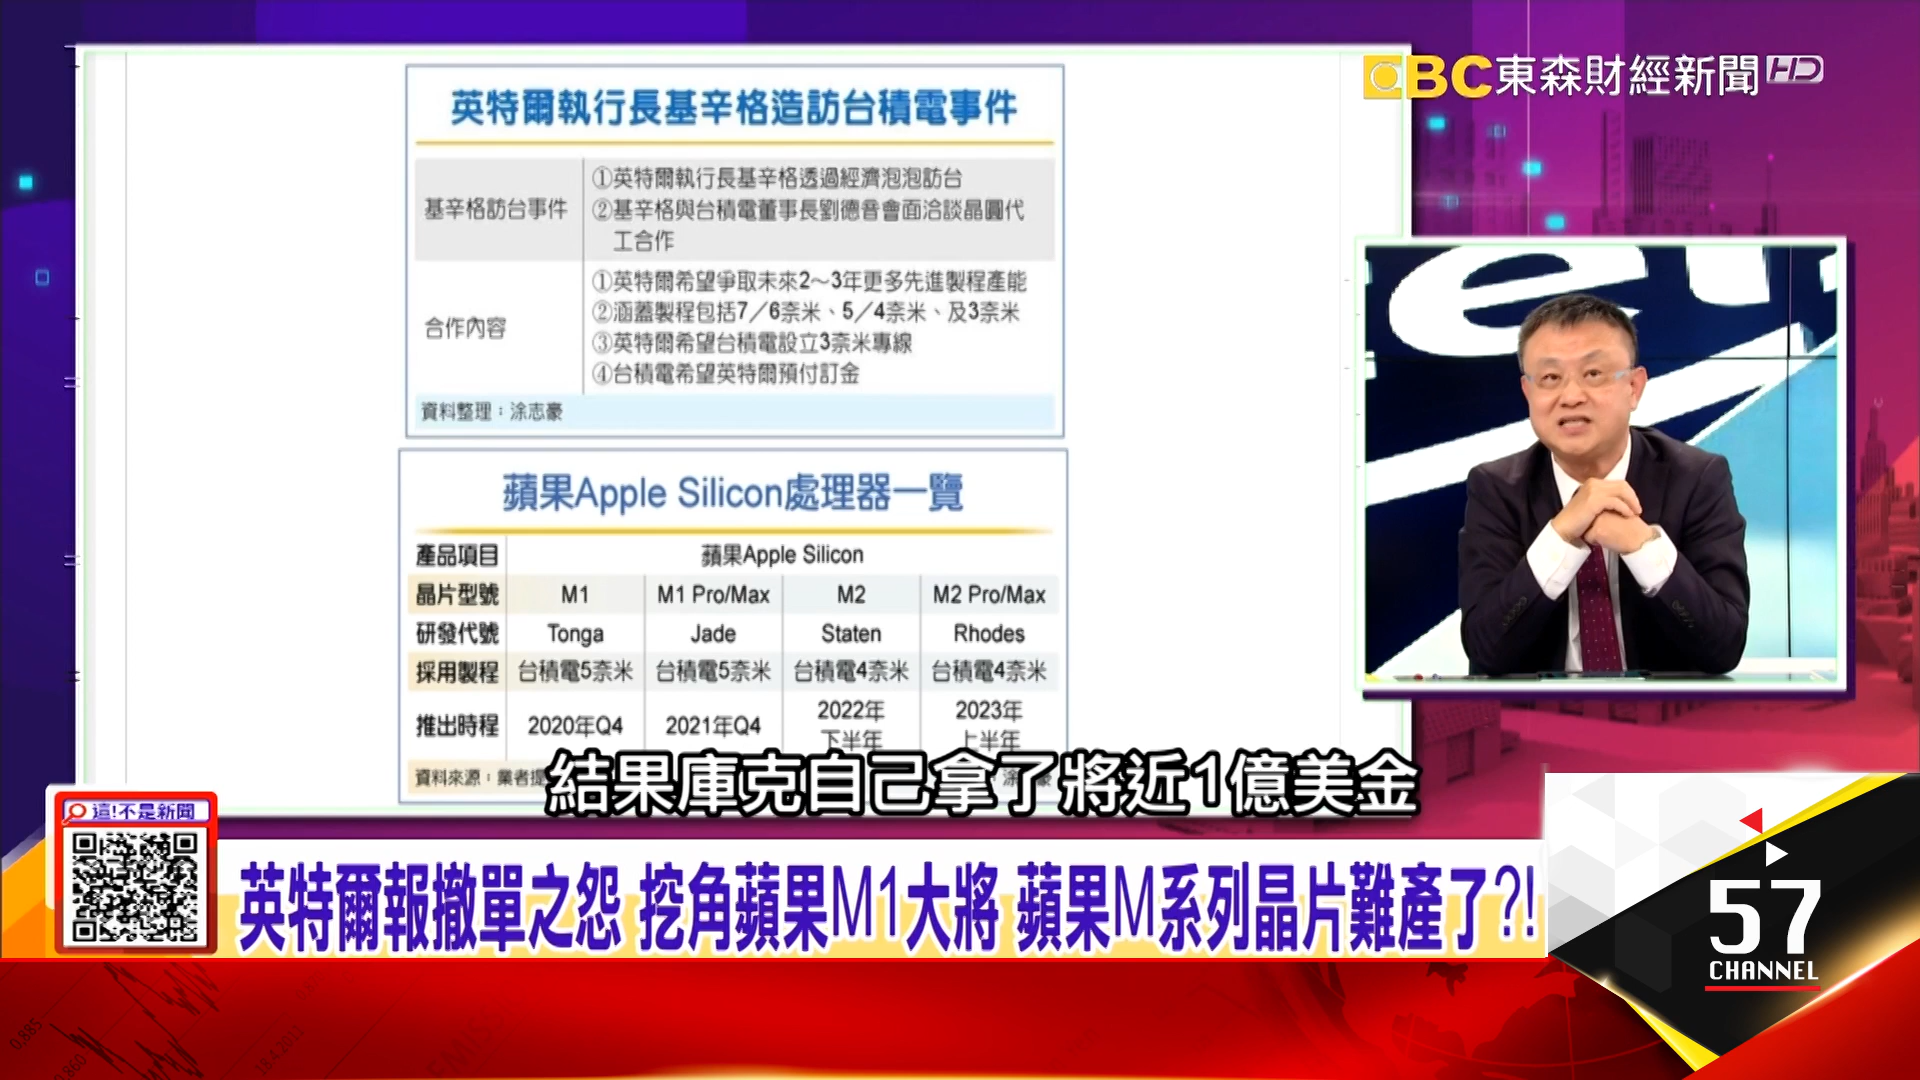 英特爾執行長基辛格造訪台積電事件
基辛格訪台事件
①英特爾執行長基辛格透過經濟泡泡訪台
②基辛格與台積電董事長劉德音會面洽談晶圓代
工合作
合作內容
①英特爾希望爭取未來2～3年更多先進製程產能
②涵蓋製程包括7／6奈米、5／4奈米、及3奈米
③英特爾希望台積電設立3奈米專線
④台積電希望英特爾預付訂金
資料整理：涂志豪
蘋果Apple Silicon處理器一覽
產品項目 蘋果Apple Silicon
晶片型號 M1 M1 Pro/Max M2 M2 Pro/Max
研發代號 Tonga Jade Staten Rhodes
採用製程 台積電5奈米 台積電5奈米 台積電4奈米 台積電4奈米
推出時程 2020年Q4 2021年Q4 2022年下半年 2023年上半年
資料來源：業者提
EBC東森財經新聞HD
結果庫克自己拿了將近1億美金
這!不是新聞
英特爾報撤單之怨 挖角蘋果M1大將 蘋果M系列晶片難產了?!
57
CHANNEL